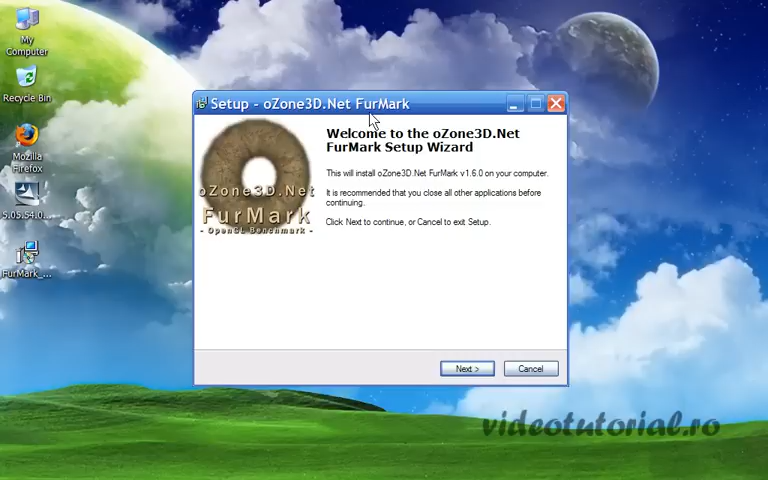 My
Computer
Recycle Bin
Mozilla
Firefox
5.05.54.0...
FurMark_...
Setup - oZone3D.Net FurMark
oZone3D.Net
FurMark
- OpenGL Benchmark -
Welcome to the oZone3D.Net
FurMark Setup Wizard
This will install oZone3D.Net FurMark v1.6.0 on your computer.
It is recommended that you close all other applications before
continuing.
Click Next to continue, or Cancel to exit Setup.
Next >
Cancel
videotutorial.ro